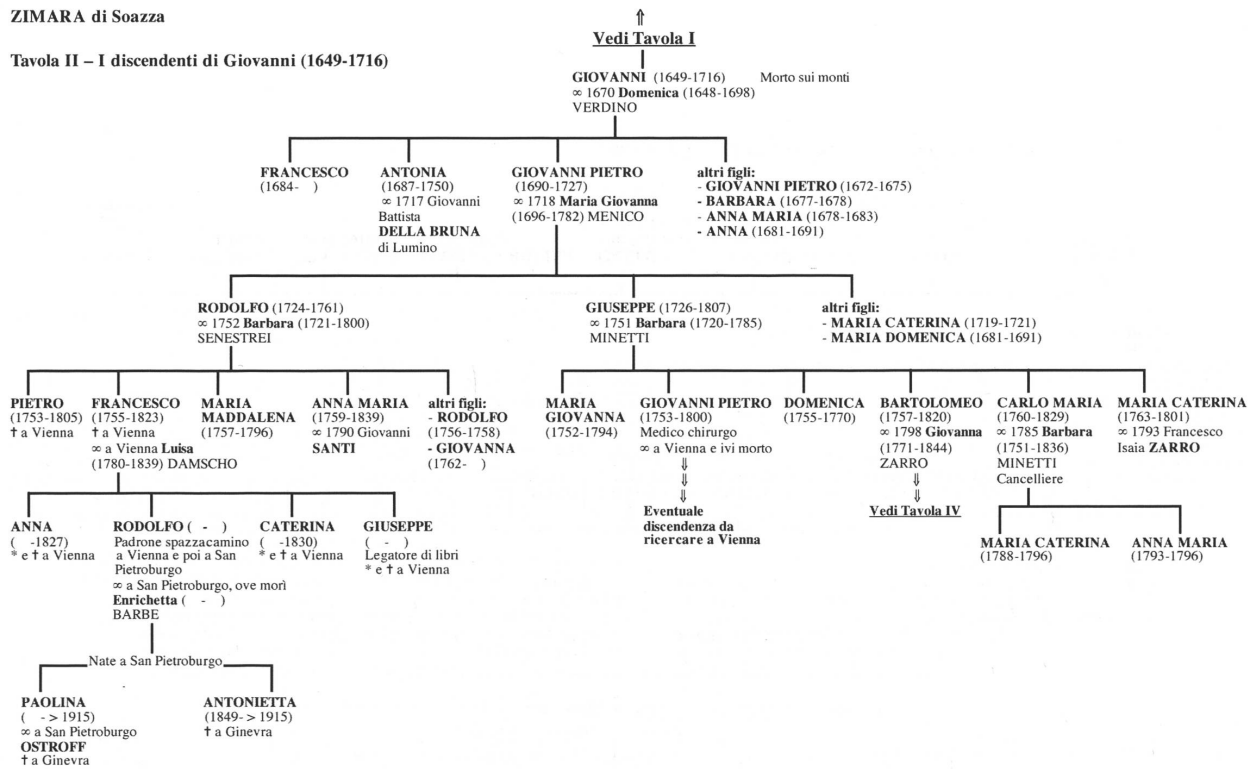 ZIMARA di Soazza
⇑
Vedi Tavola I
Tavola II – I discendenti di Giovanni (1649-1716)
GIOVANNI (1649-1716) Morto sui monti
∞ 1670 Domenica (1648-1698)
VERDINO
FRANCESCO
(1684- )
ANTONIA
(1687-1750)
∞ 1717 Giovanni
Battista
DELLA BRUNA
di Lumino
GIOVANNI PIETRO
(1690-1727)
∞ 1718 Maria Giovanna
(1696-1782) MENICO
altri figli:
- GIOVANNI PIETRO (1672-1675)
- BARBARA (1677-1678)
- ANNA MARIA (1678-1683)
- ANNA (1681-1691)
RODOLFO (1724-1761)
∞ 1752 Barbara (1721-1800)
SENESTREI
GIUSEPPE (1726-1807)
∞ 1751 Barbara (1720-1785)
MINETTI
altri figli:
- MARIA CATERINA (1719-1721)
- MARIA DOMENICA (1681-1691)
PIETRO
(1753-1805)
† a Vienna
FRANCESCO
(1755-1823)
† a Vienna
∞ a Vienna Luisa
(1780-1839) DAMSCHO
MARIA
MADDALENA
(1757-1796)
ANNA MARIA
(1759-1839)
∞ 1790 Giovanni
SANTI
altri figli:
- RODOLFO
(1756-1758)
- GIOVANNA
(1762- )
MARIA
GIOVANNA
(1752-1794)
GIOVANNI PIETRO
(1753-1800)
Medico chirurgo
∞ a Vienna e ivi morto
⇓
⇓
⇓
Eventuale
discendenza da
ricercare a Vienna
DOMENICA
(1755-1770)
BARTOLOMEO
(1757-1820)
∞ 1798 Giovanna
(1771-1844)
ZARRO
⇓
⇓
Vedi Tavola IV
CARLO MARIA
(1760-1829)
∞ 1785 Barbara
(1751-1836)
MINETTI
Cancelliere
MARIA CATERINA
(1763-1801)
∞ 1793 Francesco
Isaia ZARRO
ANNA
( -1827)
* e † a Vienna
RODOLFO ( - )
Padrone spazzacamino
a Vienna e poi a San
Pietroburgo
∞ a San Pietroburgo, ove morì
Enrichetta ( - )
BARBE
CATERINA
( -1830)
* e † a Vienna
GIUSEPPE
( - )
Legatore di libri
* e † a Vienna
MARIA CATERINA
(1788-1796)
ANNA MARIA
(1793-1796)
Nate a San Pietroburgo
PAOLINA
( - > 1915)
∞ a San Pietroburgo
OSTROFF
† a Ginevra
ANTONIETTA
(1849- > 1915)
† a Ginevra